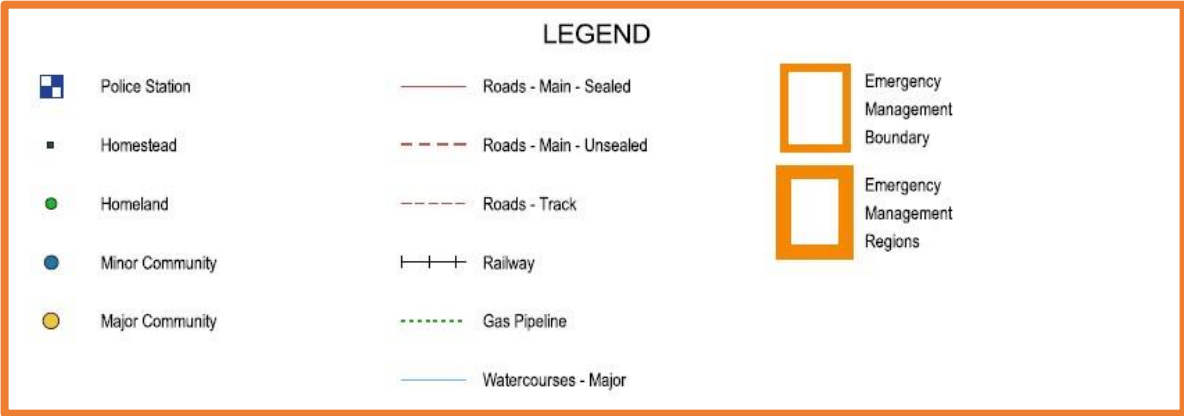 LEGEND
Police Station
Homestead
Homeland
Minor Community
Major Community
Roads - Main - Sealed
Roads - Main - Unsealed
Roads - Track
Railway
Gas Pipeline
Watercourses - Major
Emergency
Management
Boundary
Emergency
Management
Regions